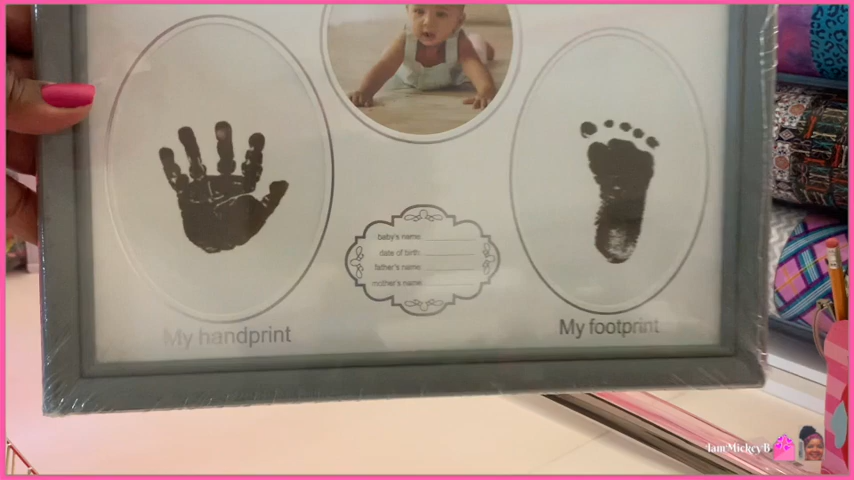 baby's name
date of birth
father's name
mother's name
My handprint
My footprint
IamMickeyB